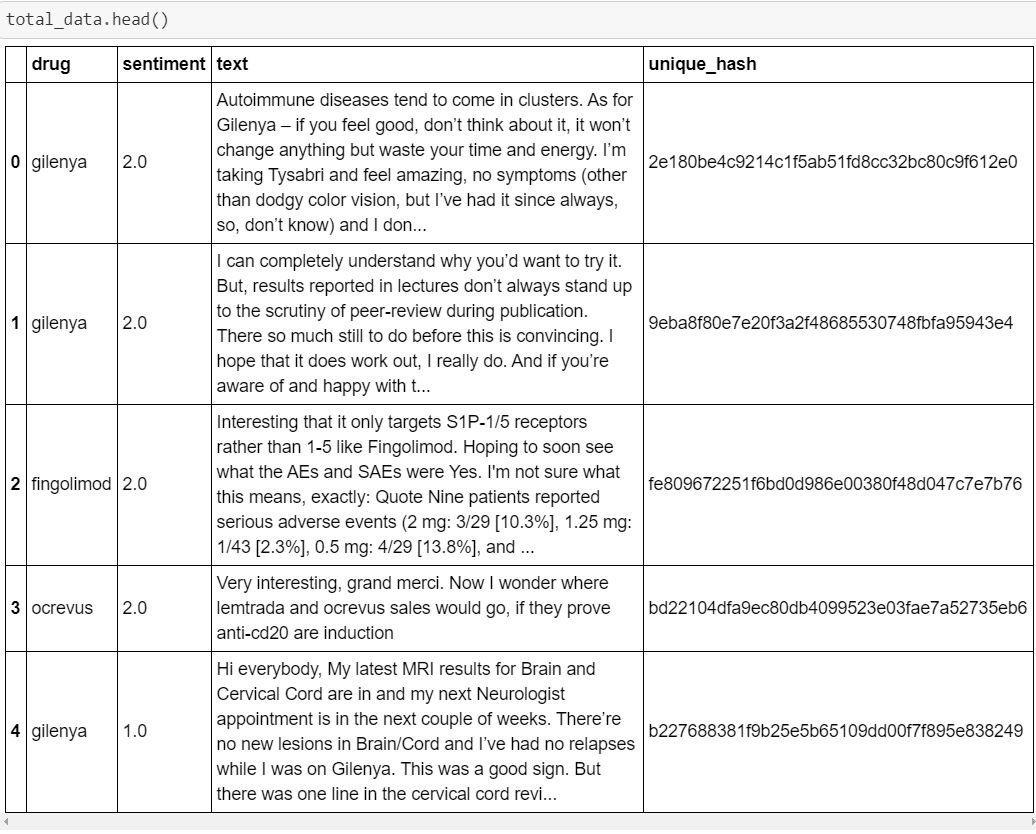 total_data.head()
drug sentiment text unique_hash
Autoimmune diseases tend to come in clusters. As for
Gilenya – if you feel good, don’t think about it, it won’t
change anything but waste your time and energy. I’m
0 gilenya 2.0 taking Tysabri and feel amazing, no symptoms (other 2e180be4c9214c1f5ab51fd8cc32bc80c9f612e0
than dodgy color vision, but I’ve had it since always,
so, don’t know) and I don...
I can completely understand why you’d want to try it.
But, results reported in lectures don’t always stand up
to the scrutiny of peer-review during publication.
1 gilenya 2.0 There so much still to do before this is convincing. I 9eba8f80e7e20f3a2f48685530748fbfa95943e4
hope that it does work out, I really do. And if you’re
aware of and happy with t...
Interesting that it only targets S1P-1/5 receptors
rather than 1-5 like Fingolimod. Hoping to soon see
what the AEs and SAEs were Yes. I'm not sure what
2 fingolimod 2.0 this means, exactly: Quote Nine patients reported fe809672251f6bd0d986e00380f48d047c7e7b76
serious adverse events (2 mg: 3/29 [10.3%], 1.25 mg:
1/43 [2.3%], 0.5 mg: 4/29 [13.8%], and ...
Very interesting, grand merci. Now I wonder where
3 ocrevus 2.0 lemtrada and ocrevus sales would go, if they prove bd22104dfa9ec80db4099523e03fae7a52735eb6
anti-cd20 are induction
Hi everybody, My latest MRI results for Brain and
Cervical Cord are in and my next Neurologist
appointment is in the next couple of weeks. There’re
4 gilenya 1.0 no new lesions in Brain/Cord and I’ve had no relapses b227688381f9b25e5b65109dd00f7f895e838249
while I was on Gilenya. This was a good sign. But
there was one line in the cervical cord revi...